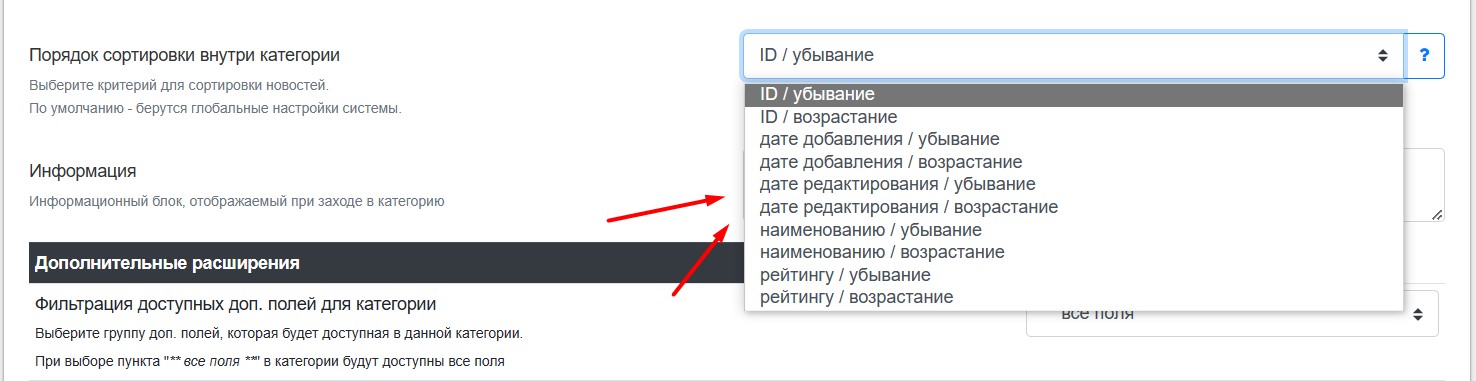 Порядок сортировки внутри категории
ID / убывание
?
Выберите критерий для сортировки новостей.
По умолчанию - берутся глобальные настройки системы.
ID / убывание
ID / возрастание
дате добавления / убывание
дате добавления / возрастание
дате редактирования / убывание
дате редактирования / возрастание
наименованию / убывание
наименованию / возрастание
рейтингу / убывание
рейтингу / возрастание
Информация
Информационный блок, отображаемый при заходе в категорию
Дополнительные расширения
Фильтрация доступных доп. полей для категории
все поля
Выберите группу доп. полей, которая будет доступная в данной категории.
При выборе пункта "** все поля **" в категории будут доступны все поля